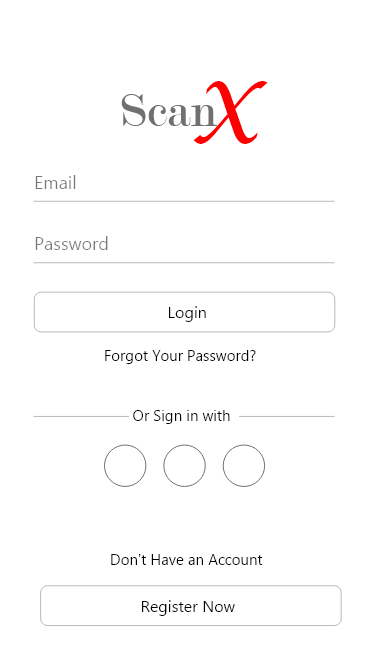 ScanX
Email
Password
Login
Forgot Your Password?
Or Sign in with
Don't Have an Account
Register Now